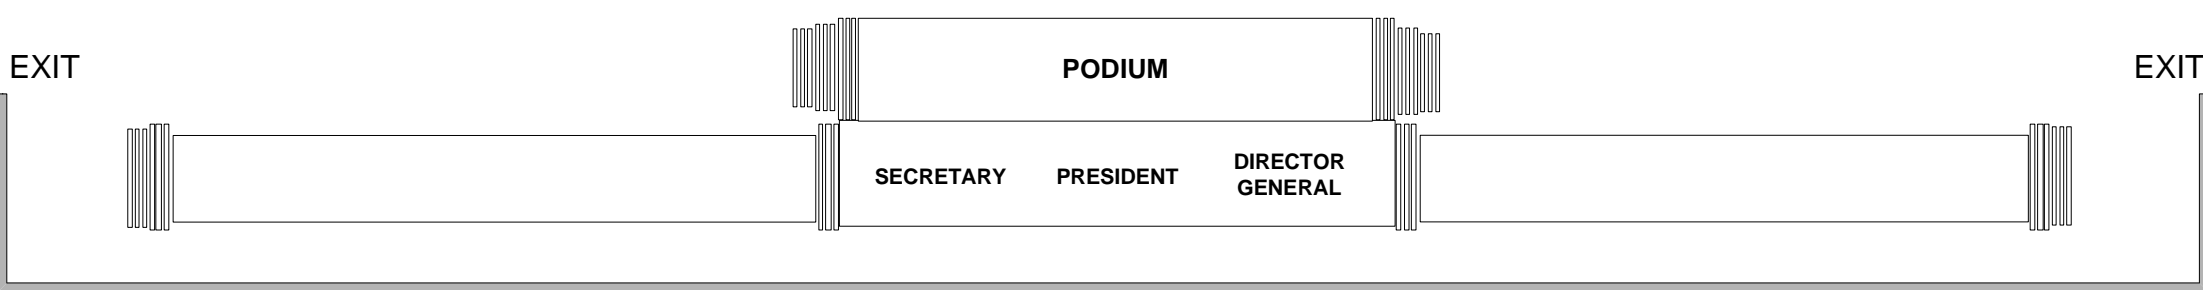 EXIT
PODIUM
EXIT
SECRETARY
PRESIDENT
DIRECTOR
GENERAL